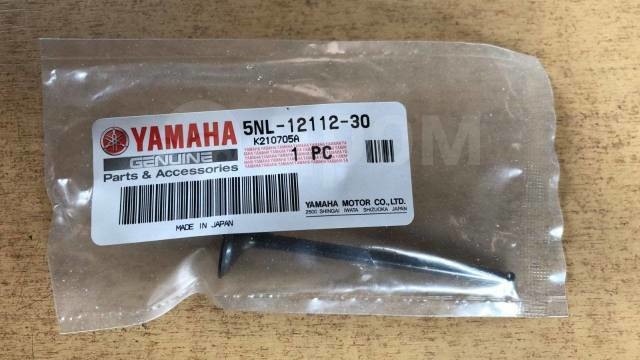 YAMAHA
GENUINE
Parts & Accessories
5NL-12112-30
K210705A
1 PC
YAMAHA MOTOR CO.,LTD.
2500 SHINGAI IWATA SHIZUOKA JAPAN
MADE IN JAPAN